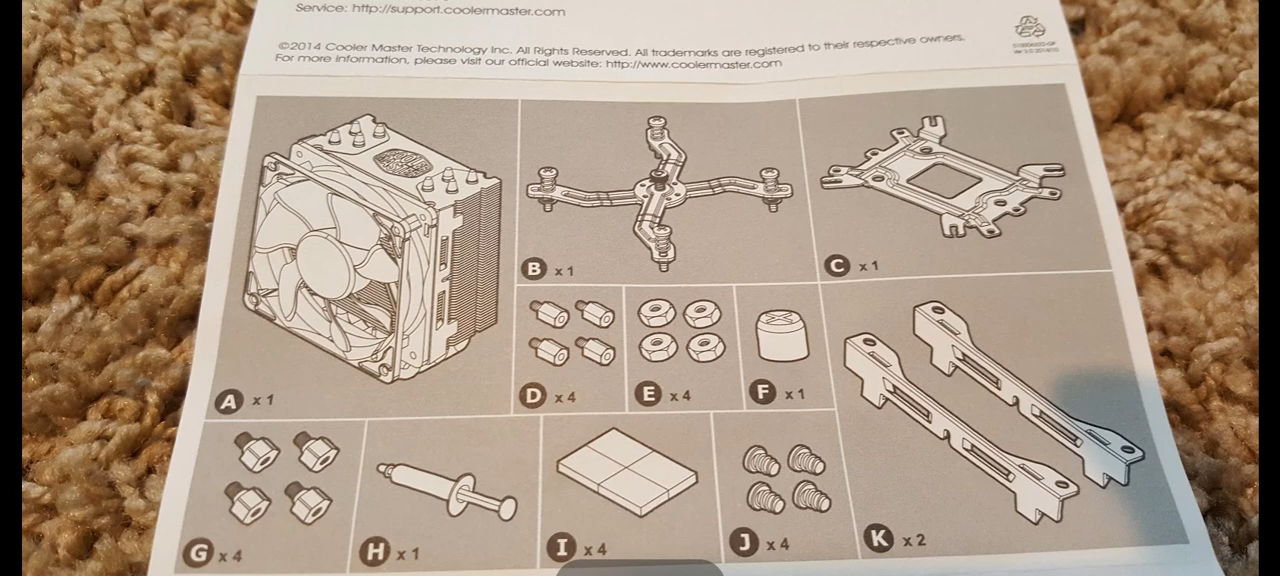 Service: http://support.coolermaster.com
©2014 Cooler Master Technology Inc. All Rights Reserved. All trademarks are registered to their respective owners.
For more information, please visit our official website: http://www.coolermaster.com
A x 1
B x 1
C x 1
D x 4
E x 4
F x 1
G x 4
H x 1
I x 4
J x 4
K x 2